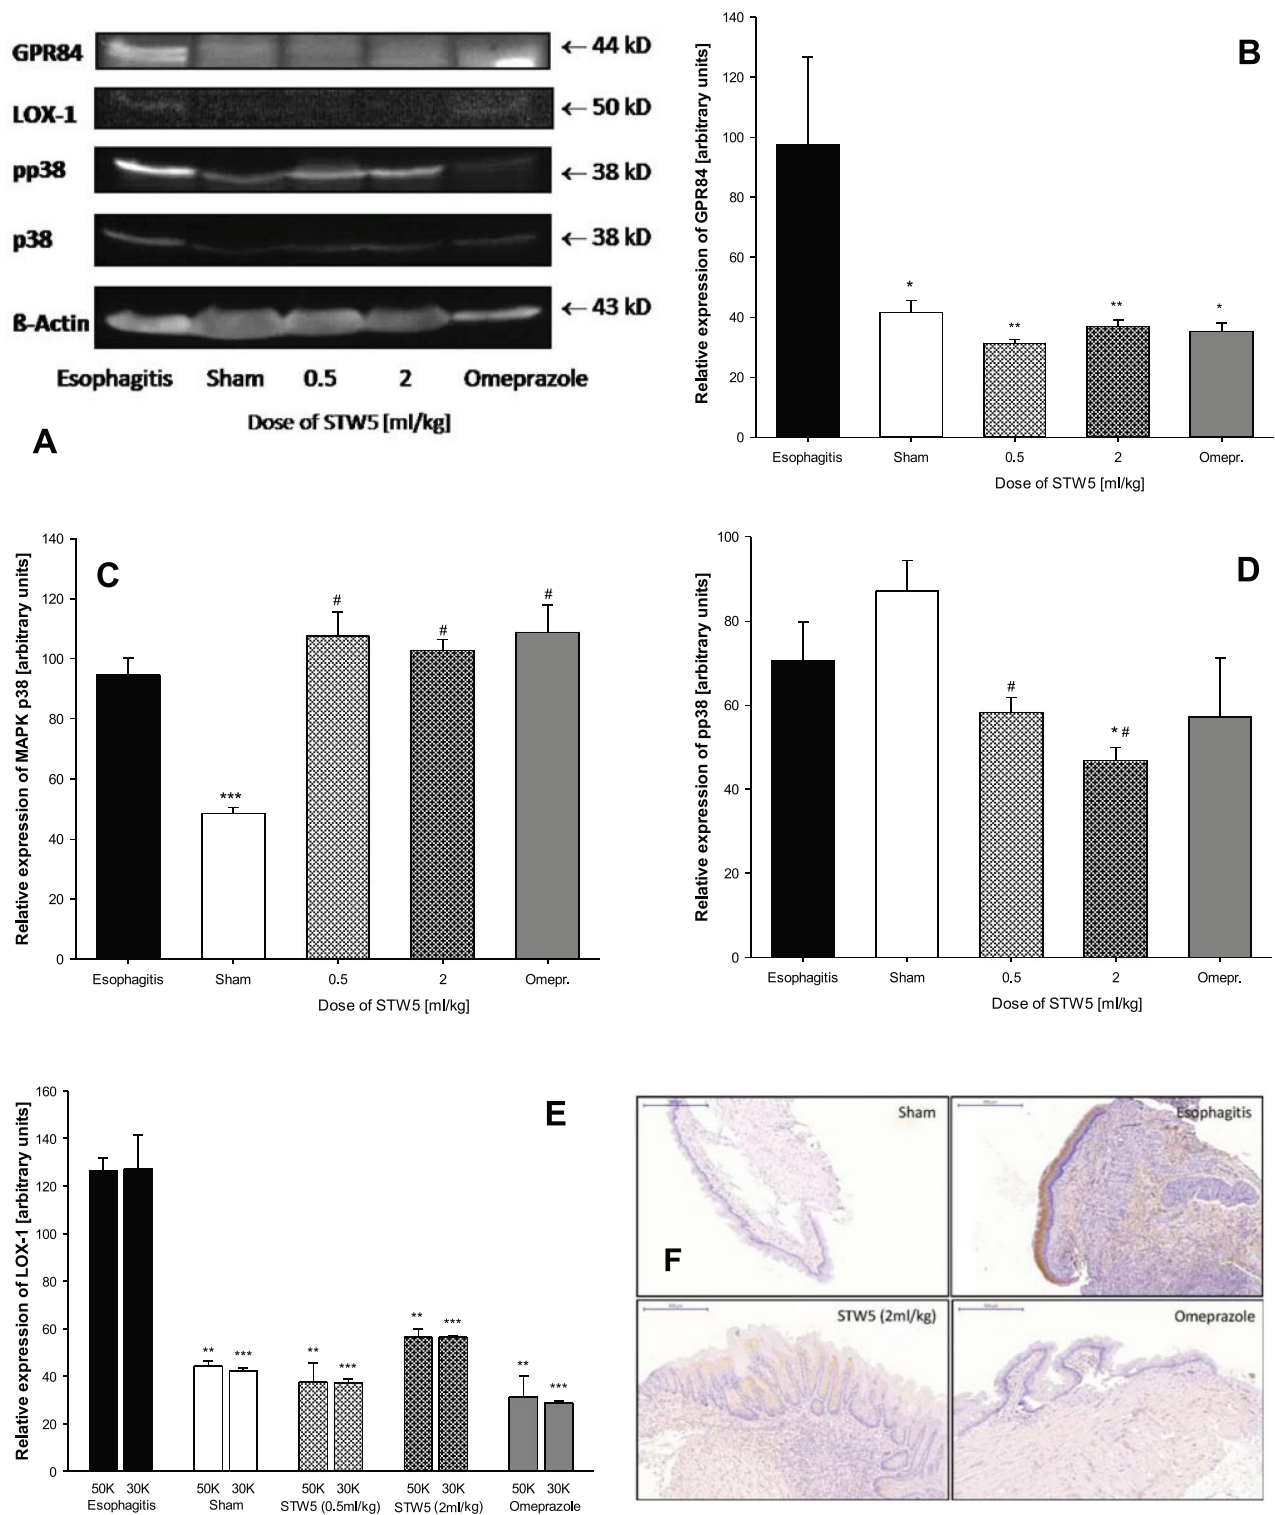 GPR84
← 44 kD
LOX-1
← 50 kD
pp38
← 38 kD
p38
← 38 kD
ß-Actin
← 43 kD
Esophagitis Sham 0.5 2 Omeprazole
Dose of STW5 [ml/kg]
A
B
Relative expression of GPR84 [arbitrary units]
140
120
100
80
60
40
20
0
*
**
**
*
Esophagitis Sham 0.5 2 Omepr.
Dose of STW5 [ml/kg]
C
Relative expression of MAPK p38 [arbitrary units]
140
120
100
80
60
40
20
0
***
#
#
#
Esophagitis Sham 0.5 2 Omepr.
Dose of STW5 [ml/kg]
D
Relative expression of pp38 [arbitrary units]
100
80
60
40
20
0
#
* #
Esophagitis Sham 0.5 2 Omepr.
Dose of STW5 [ml/kg]
E
Relative expression of LOX-1 [arbitrary units]
160
140
120
100
80
60
40
20
0
** ***
** ***
** ***
** ***
50K 30K 50K 30K 50K 30K 50K 30K 50K 30K
Esophagitis Sham STW5 (0.5ml/kg) STW5 (2ml/kg) Omeprazole
F
Sham
Esophagitis
STW5 (2ml/kg)
Omeprazole